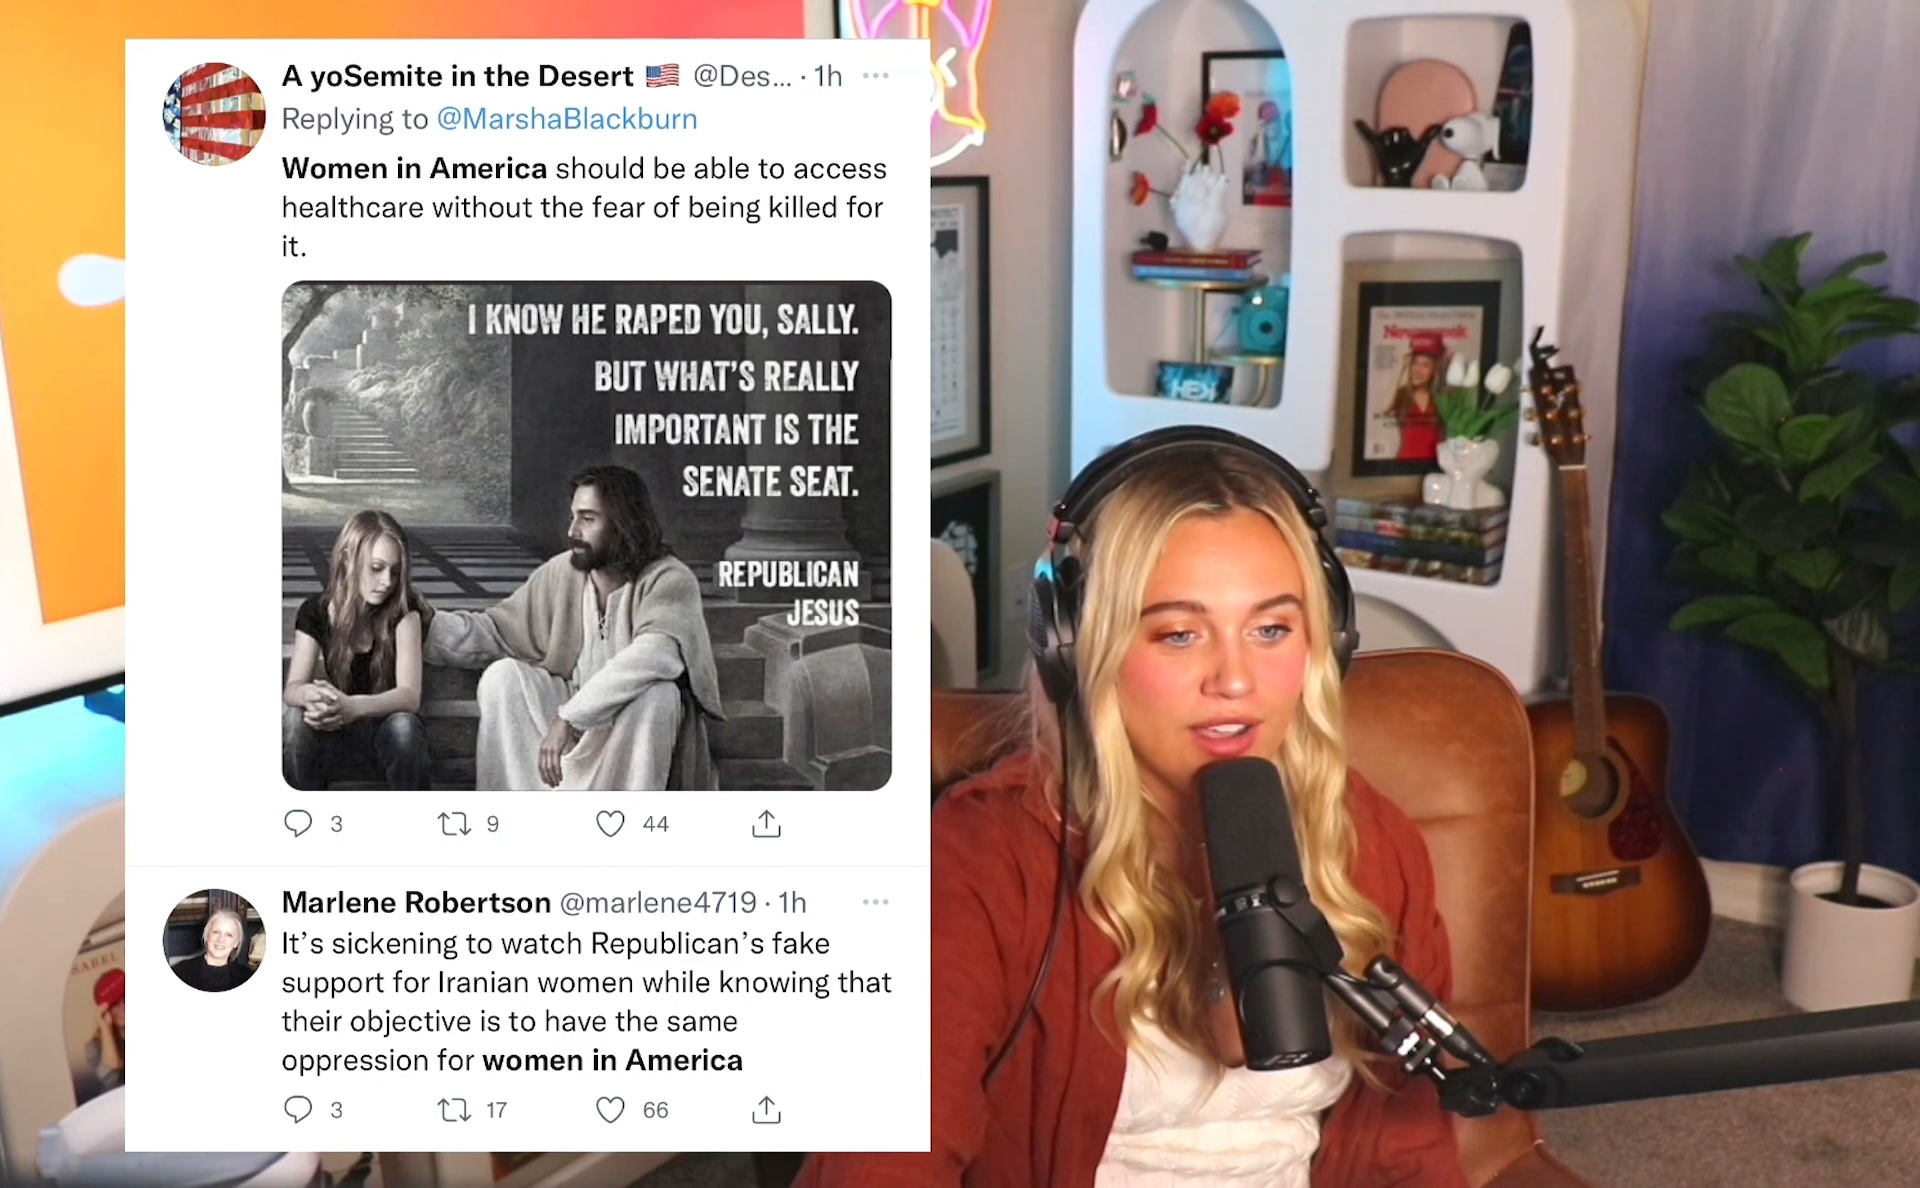 A yoSemite in the Desert 🇺🇸 @Des... · 1h
Replying to @MarshaBlackburn
Women in America should be able to access
healthcare without the fear of being killed for
it.
I KNOW HE RAPED YOU, SALLY.
BUT WHAT'S REALLY
IMPORTANT IS THE
SENATE SEAT.
REPUBLICAN
JESUS
3 9 44
Marlene Robertson @marlene4719 · 1h
It's sickening to watch Republican's fake
support for Iranian women while knowing that
their objective is to have the same
oppression for women in America
3 17 66
Newsweek